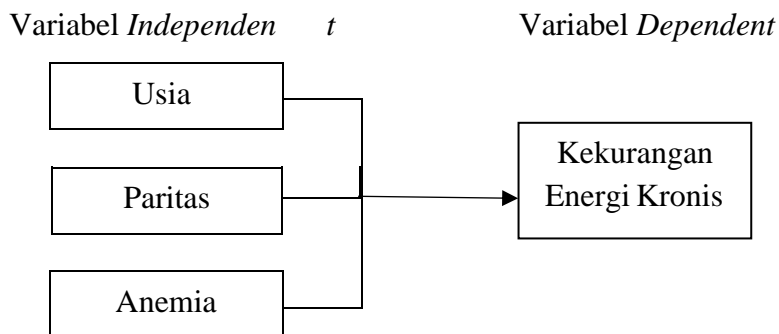 Variabel Independen t Variabel Dependent
Usia
Paritas
Anemia
Kekurangan
Energi Kronis